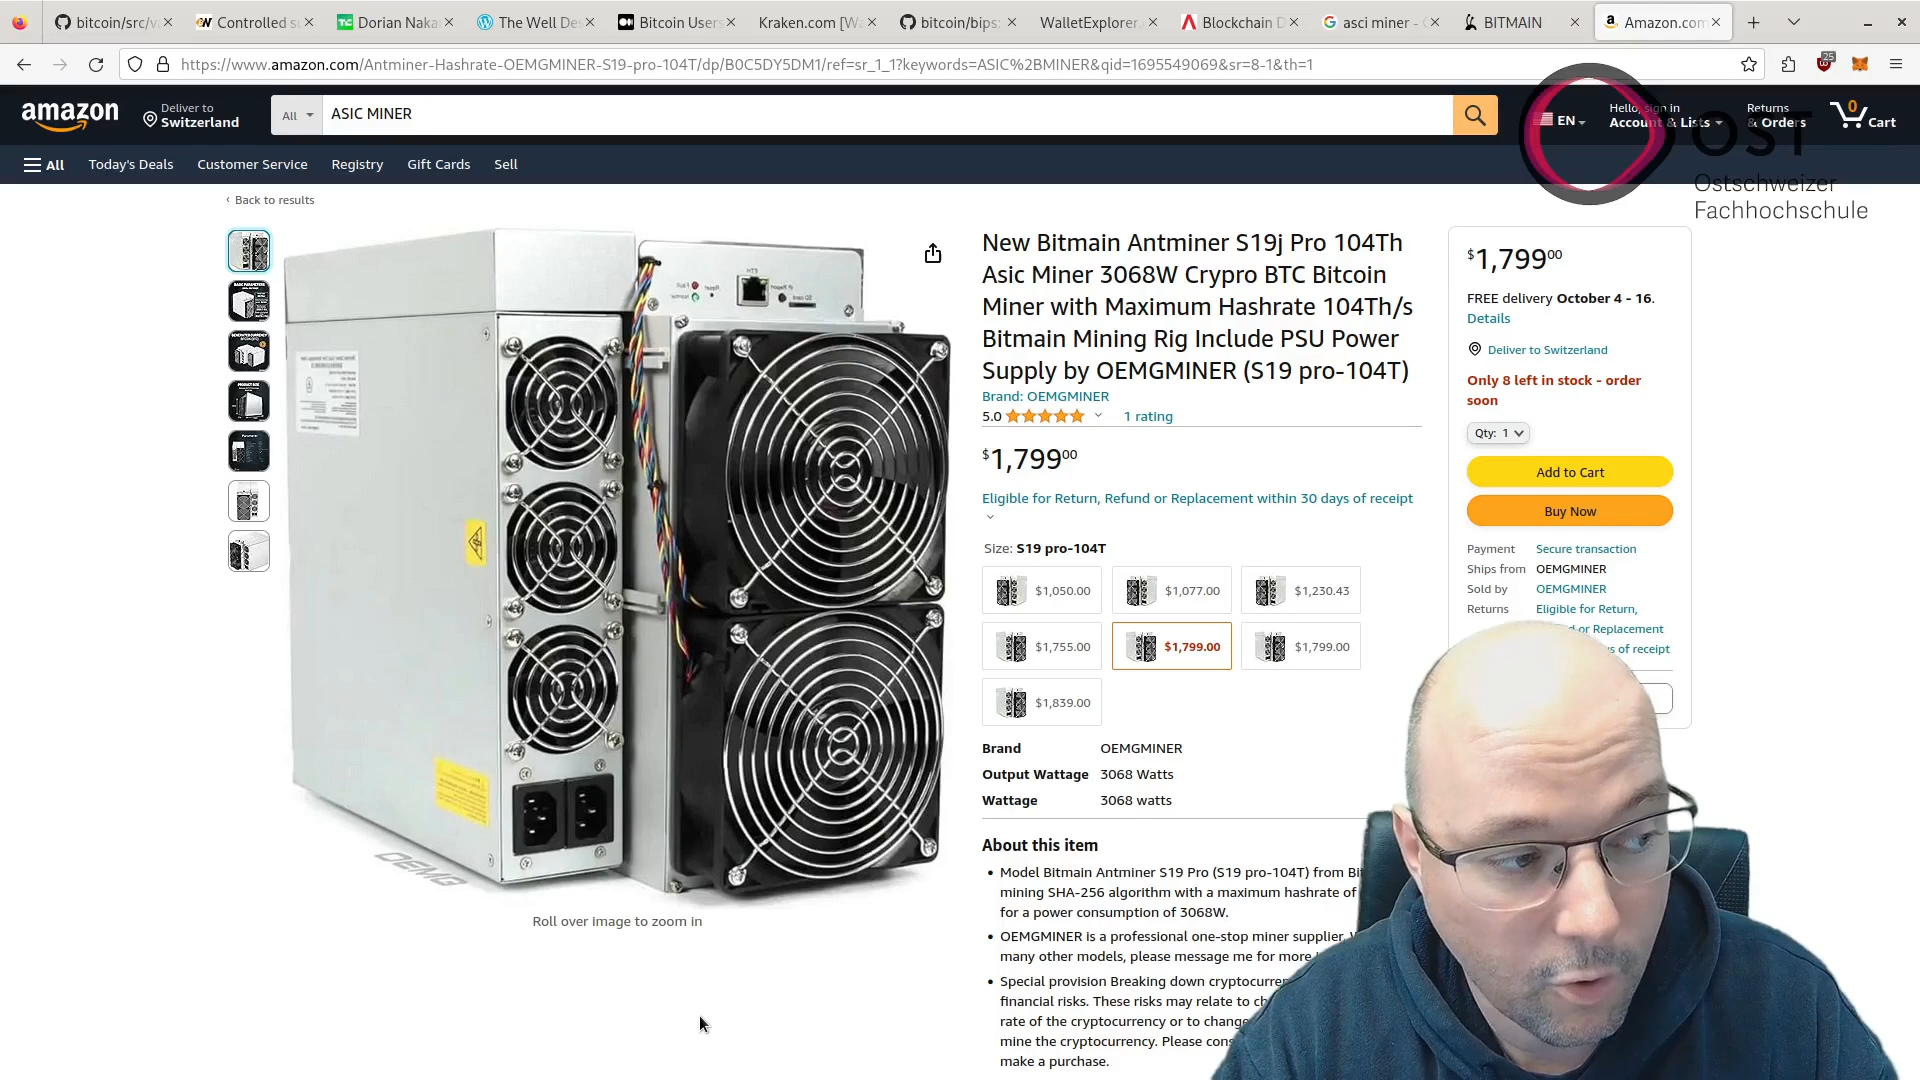 bitcoin/src/v
Controlled su
Dorian Naka
The Well De
Bitcoin Users
Kraken.com [Wa
bitcoin/bips:
WalletExplorer.
Blockchain D
asci miner - G
BITMAIN
Amazon.com
https://www.amazon.com/Antminer-Hashrate-OEMGMINER-S19-pro-104T/dp/B0C5DY5DM1/ref=sr_1_1?keywords=ASIC%2BMINER&qid=1695549069&sr=8-1&th=1
25
amazon
Deliver to
Switzerland
All
ASIC MINER
EN
Hello, sign in
Account & Lists
Returns
& Orders
0
Cart
OST
Ostschweizer
Fachhochschule
All
Today's Deals
Customer Service
Registry
Gift Cards
Sell
‹ Back to results
New Bitmain Antminer S19j Pro 104Th
Asic Miner 3068W Crypro BTC Bitcoin
Miner with Maximum Hashrate 104Th/s
Bitmain Mining Rig Include PSU Power
Supply by OEMGMINER (S19 pro-104T)
Brand: OEMGMINER
5.0
1 rating
$1,79900
Eligible for Return, Refund or Replacement within 30 days of receipt
Size: S19 pro-104T
$1,050.00
$1,077.00
$1,230.43
$1,755.00
$1,799.00
$1,799.00
$1,839.00
Brand OEMGMINER
Output Wattage 3068 Watts
Wattage 3068 watts
About this item
Model Bitmain Antminer S19 Pro (S19 pro-104T) from Bi
mining SHA-256 algorithm with a maximum hashrate of
for a power consumption of 3068W.
OEMGMINER is a professional one-stop miner supplier,
many other models, please message me for more
Special provision Breaking down cryptocurre
financial risks. These risks may relate to
rate of the cryptocurrency or to change
mine the cryptocurrency. Please cons
make a purchase.
OEMG
Roll over image to zoom in
$1,79900
FREE delivery October 4 - 16.
Details
Deliver to Switzerland
Only 8 left in stock - order
soon
Qty: 1
Add to Cart
Buy Now
Payment Secure transaction
Ships from OEMGMINER
Sold by OEMGMINER
Returns Eligible for Return,
or Replacement
of receipt